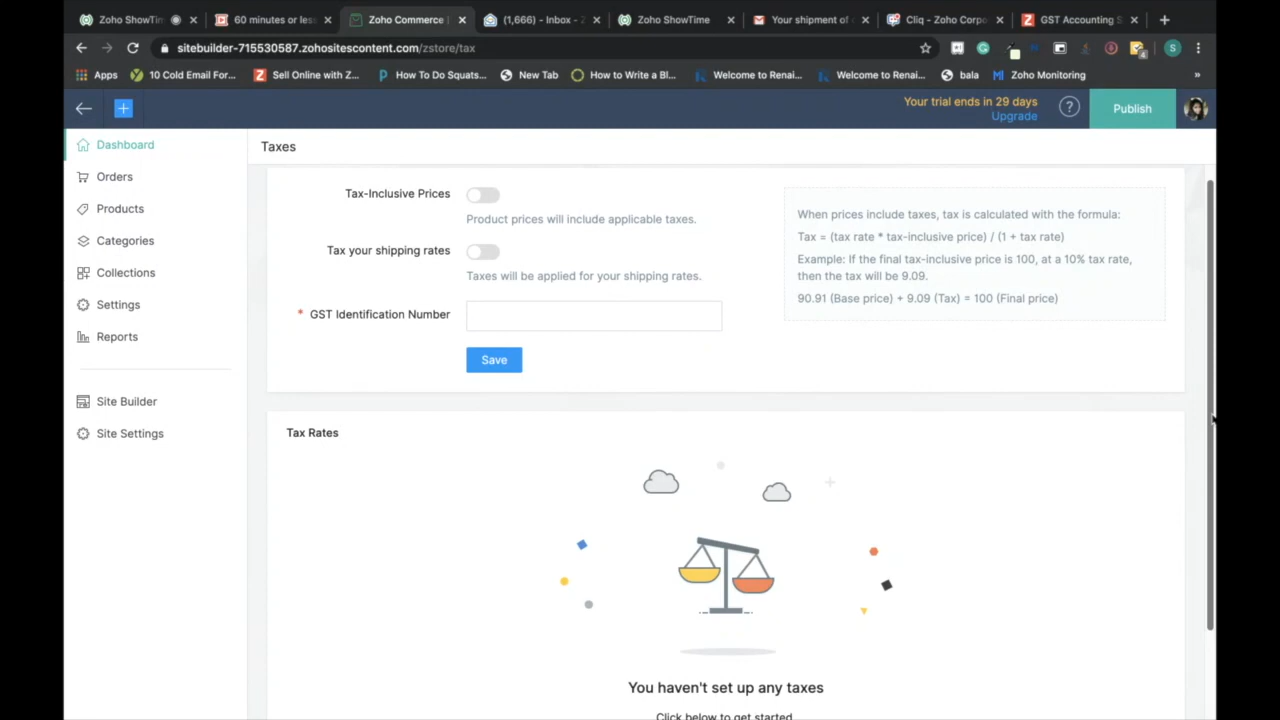 Zoho ShowTim
60 minutes or less
Zoho Commerce
(1,666) - Inbox - Z
Zoho ShowTime
Your shipment of
Cliq - Zoho Corpo
GST Accounting S
sitebuilder-715530587.zohositescontent.com/zstore/tax
S
Apps
10 Cold Email For...
Sell Online with Z...
How To Do Squats...
New Tab
How to Write a Bl...
Welcome to Renai...
Welcome to Renai...
bala
Zoho Monitoring
»
Your trial ends in 29 days
Upgrade
?
Publish
Dashboard
Orders
Products
Categories
Collections
Settings
Reports
Site Builder
Site Settings
Taxes
Tax-Inclusive Prices
Product prices will include applicable taxes.
Tax your shipping rates
Taxes will be applied for your shipping rates.
* GST Identification Number
Save
When prices include taxes, tax is calculated with the formula:
Tax = (tax rate * tax-inclusive price) / (1 + tax rate)
Example: If the final tax-inclusive price is 100, at a 10% tax rate,
then the tax will be 9.09.
90.91 (Base price) + 9.09 (Tax) = 100 (Final price)
Tax Rates
You haven't set up any taxes
Click below to get started